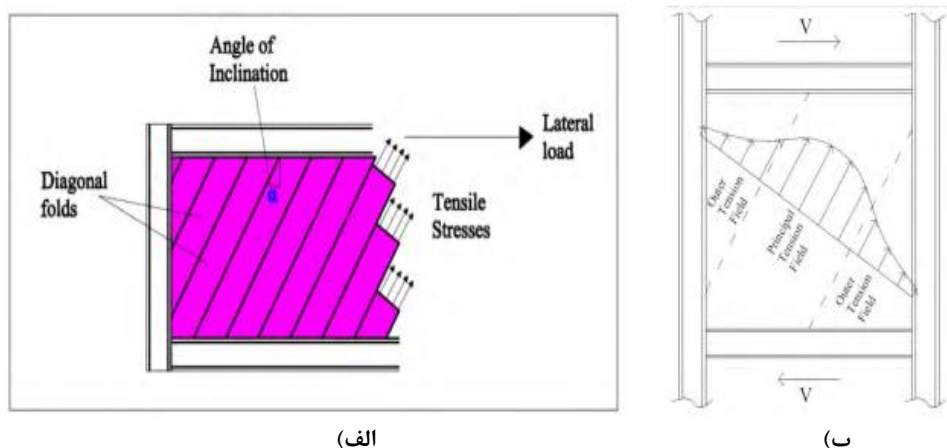 Angle of
Inclination
Lateral
load
Diagonal
folds
α
Tensile
Stresses
الف)
V
Outer
Tension
Field
Principal
Tension
Field
Outer
Tension
Field
V
ب)